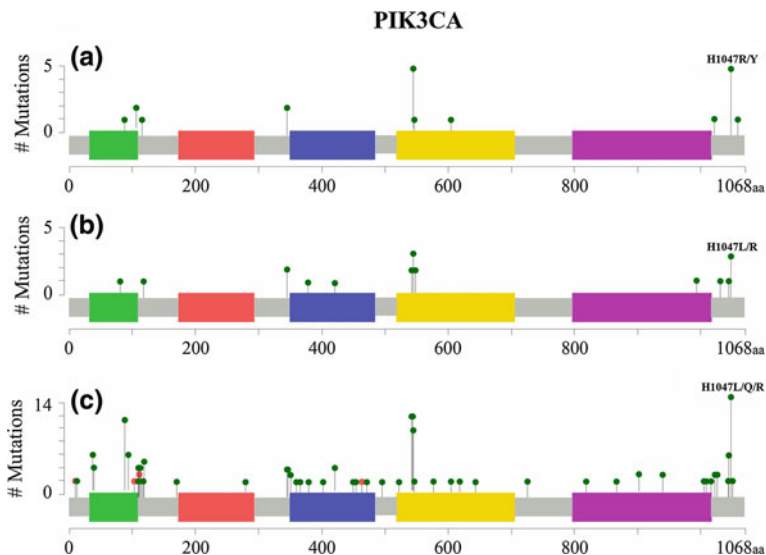 PIK3CA
(a)
H1047R/Y
# Mutations
5
0
0 200 400 600 800 1068aa
(b)
H1047L/R
# Mutations
5
0
0 200 400 600 800 1068aa
(c)
H1047L/Q/R
# Mutations
14
0
0 200 400 600 800 1068aa